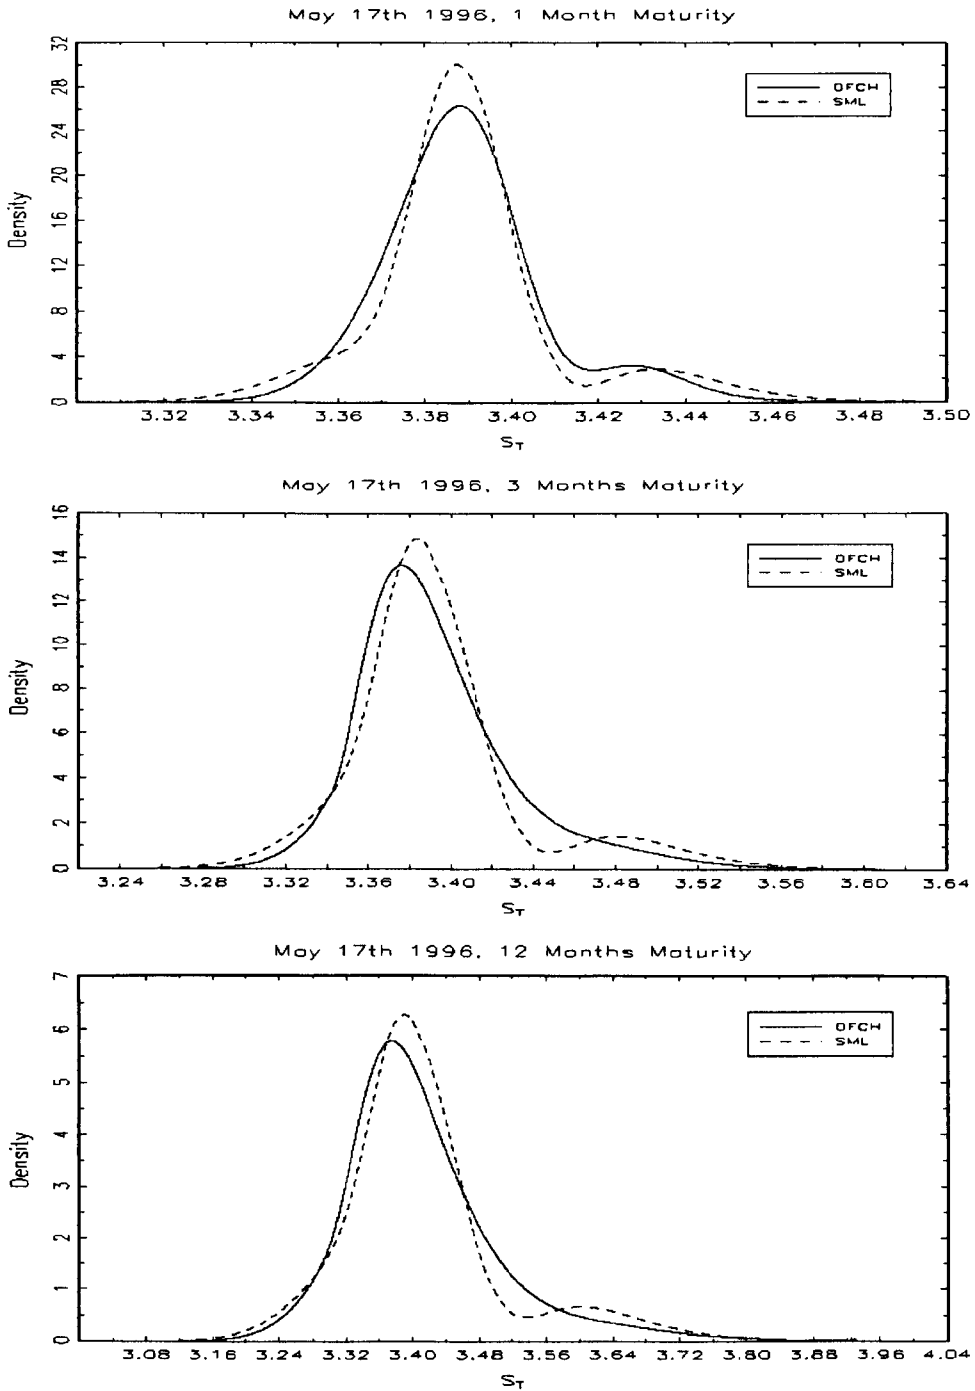 May 17th 1996, 1 Month Maturity
32
28
24
20
16
12
8
4
0
Density
OFCH
SML
3.32 3.34 3.36 3.38 3.40 3.42 3.44 3.46 3.48 3.50
S_T
May 17th 1996, 3 Months Maturity
16
14
12
10
8
6
4
2
0
Density
OFCH
SML
3.24 3.28 3.32 3.36 3.40 3.44 3.48 3.52 3.56 3.60 3.64
S_T
May 17th 1996, 12 Months Maturity
7
6
5
4
3
2
1
0
Density
OFCH
SML
3.08 3.16 3.24 3.32 3.40 3.48 3.56 3.64 3.72 3.80 3.88 3.96 4.04
S_T